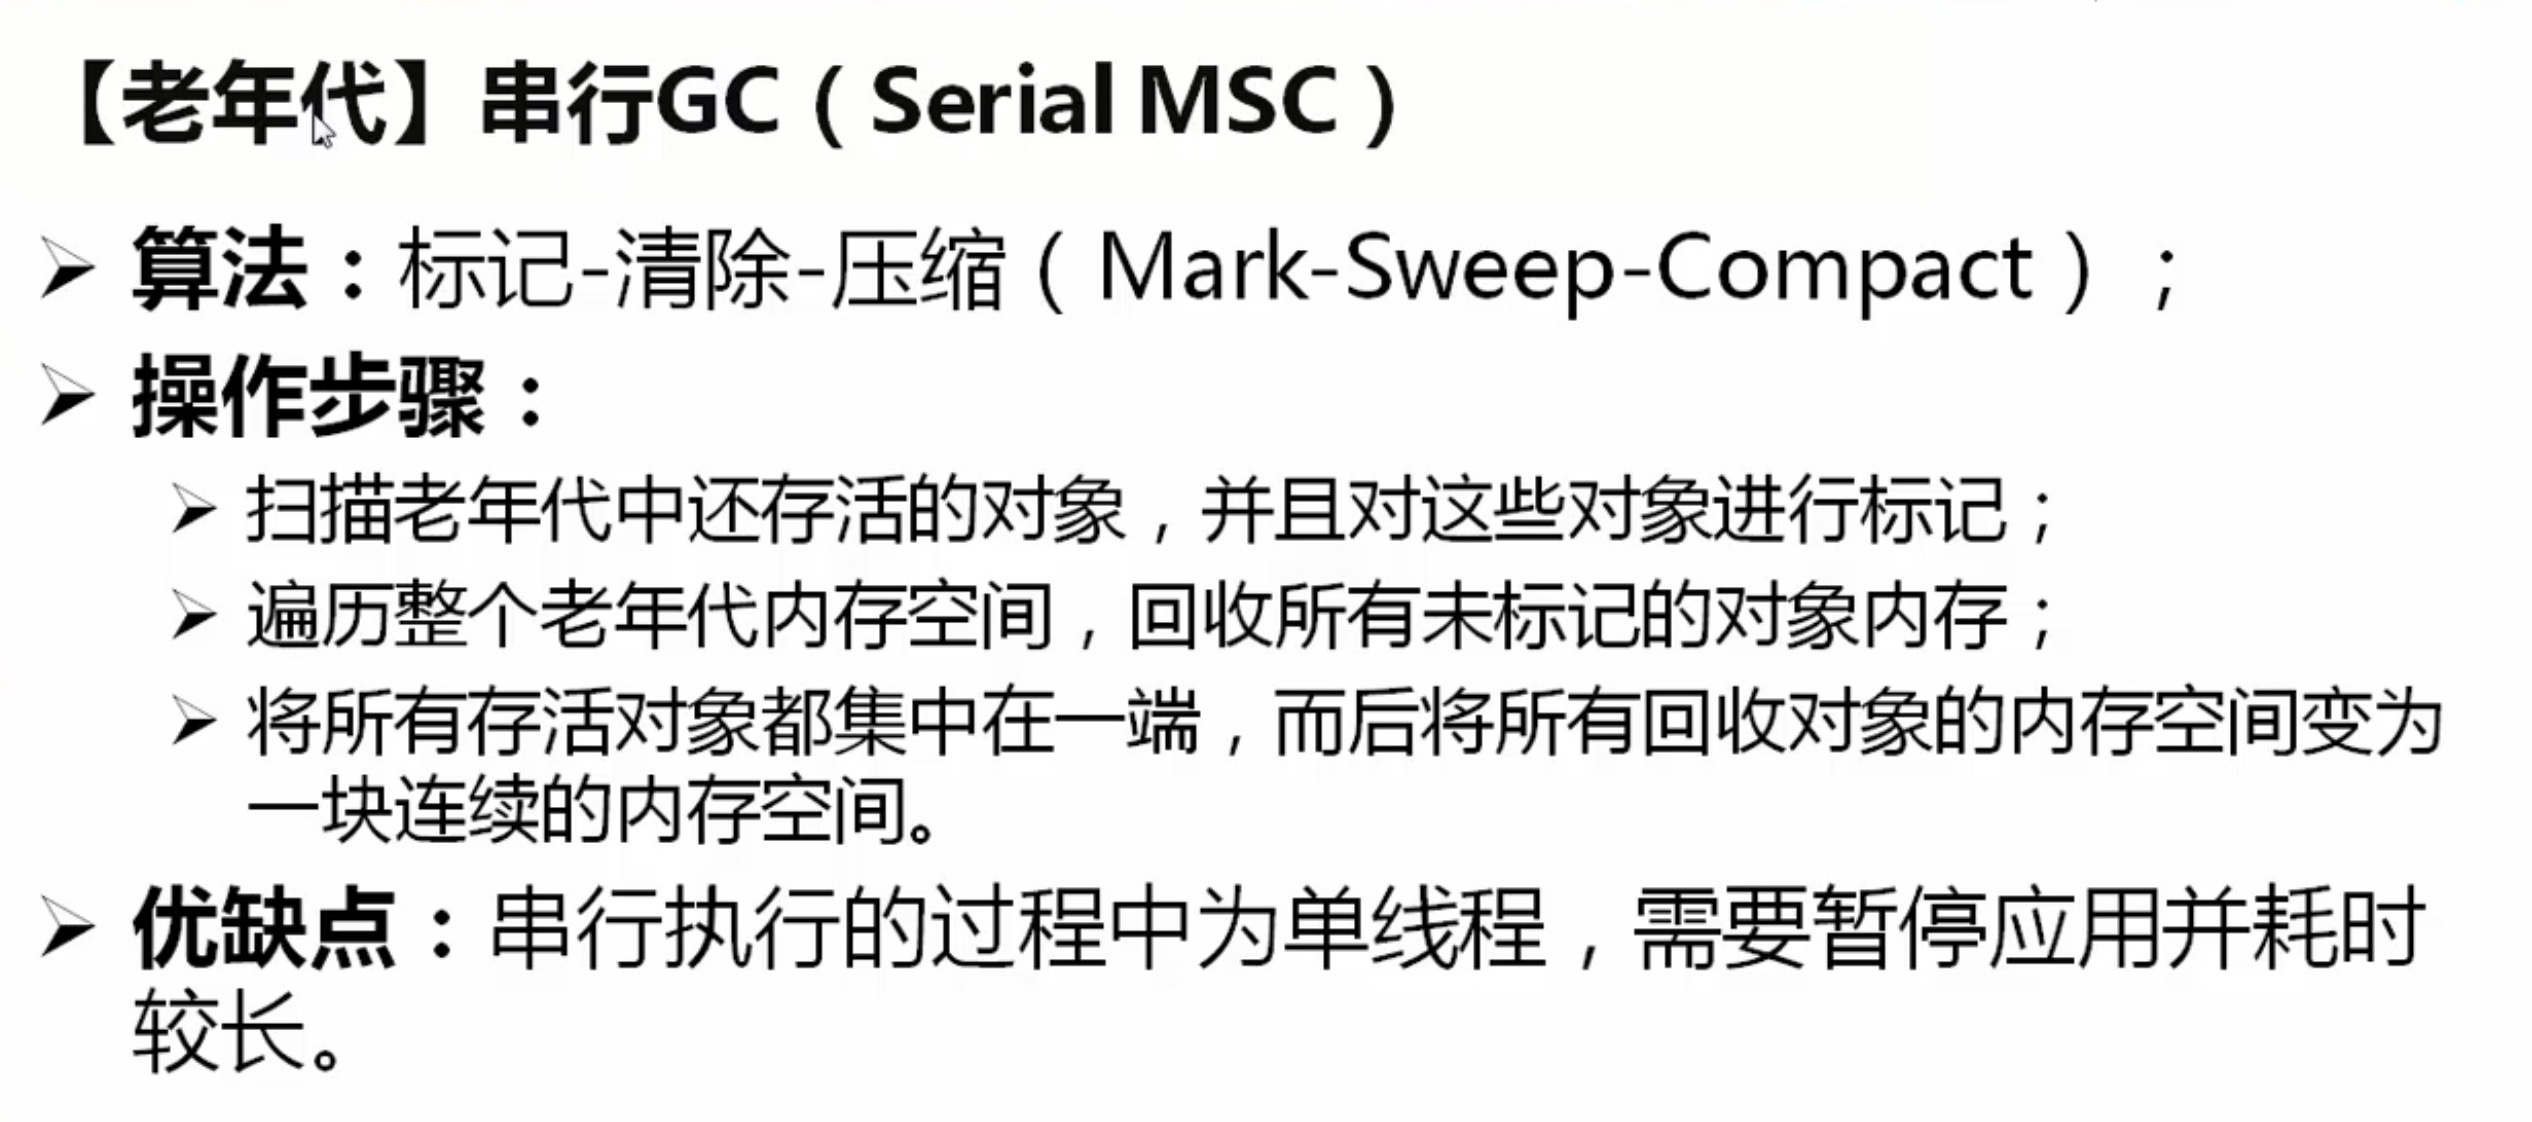 【老年代】串行GC（Serial MSC）
算法：标记-清除-压缩（Mark-Sweep-Compact）；
操作步骤：
扫描老年代中还存活的对象，并且对这些对象进行标记；
遍历整个老年代内存空间，回收所有未标记的对象内存；
将所有存活对象都集中在一端，而后将所有回收对象的内存空间变为
一块连续的内存空间。
优缺点：串行执行的过程中为单线程，需要暂停应用并耗时
较长。